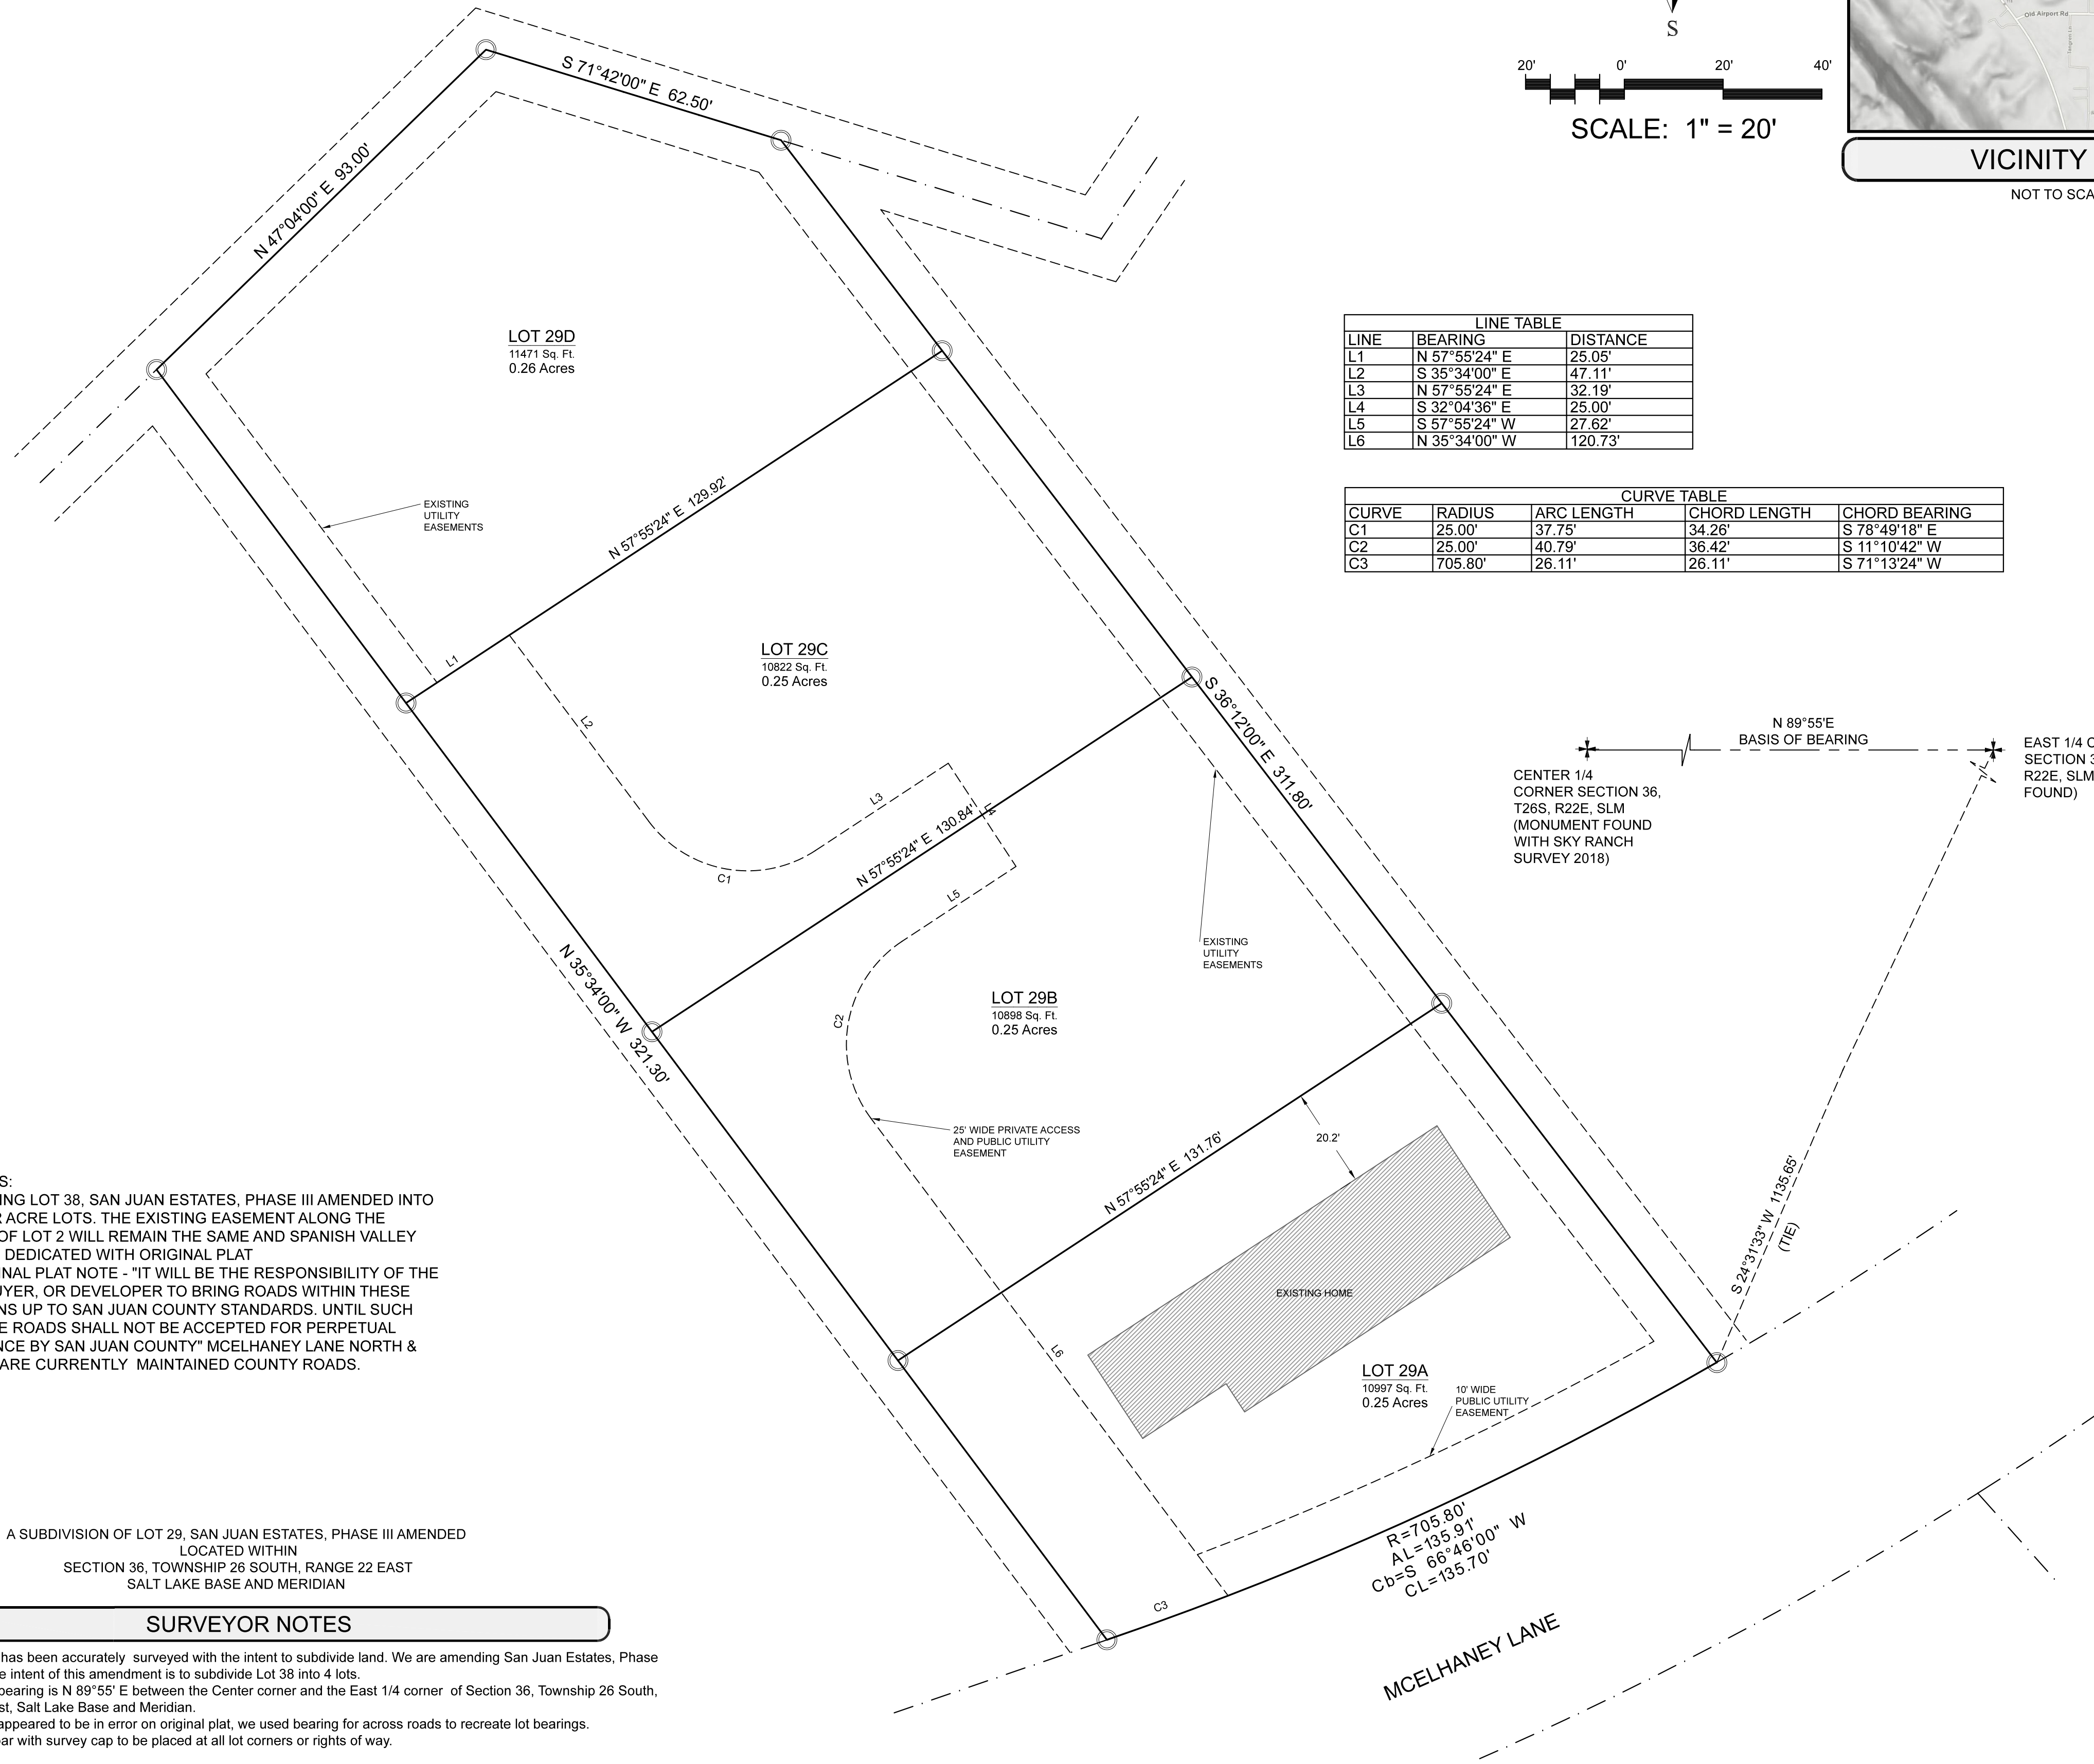 S
20' 0' 20' 40'
SCALE: 1" = 20'
Old Airport Rd
VICINITY
NOT TO SCA
S 71°42'00" E 62.50'
N 47°04'00" E 93.00'
LOT 29D
11471 Sq. Ft.
0.26 Acres
EXISTING
UTILITY
EASEMENTS
N 57°55'24" E 129.92'
L1
LINE TABLE
LINE BEARING DISTANCE
L1 N 57°55'24" E 25.05'
L2 S 35°34'00" E 47.11'
L3 N 57°55'24" E 32.19'
L4 S 32°04'36" E 25.00'
L5 S 57°55'24" W 27.62'
L6 N 35°34'00" W 120.73'
CURVE TABLE
CURVE RADIUS ARC LENGTH CHORD LENGTH CHORD BEARING
C1 25.00' 37.75' 34.26' S 78°49'18" E
C2 25.00' 40.79' 36.42' S 11°10'42" W
C3 705.80' 26.11' 26.11' S 71°13'24" W
LOT 29C
10822 Sq. Ft.
0.25 Acres
L2
L3
L4
C1
N 57°55'24" E 130.84'
L5
S 36°12'00" E 311.80'
N 89°55'E
BASIS OF BEARING
CENTER 1/4
CORNER SECTION 36,
T26S, R22E, SLM
(MONUMENT FOUND
WITH SKY RANCH
SURVEY 2018)
EAST 1/4 C
SECTION 3
R22E, SLM
FOUND)
N 35°34'00" W 321.30'
EXISTING
UTILITY
EASEMENTS
LOT 29B
10898 Sq. Ft.
0.25 Acres
C2
25' WIDE PRIVATE ACCESS
AND PUBLIC UTILITY
EASEMENT
N 57°55'24" E 131.76'
20.2'
EXISTING HOME
L6
LOT 29A
10997 Sq. Ft.
0.25 Acres
10' WIDE
PUBLIC UTILITY
EASEMENT
S 24°31'33" W 1135.65'
(TIE)
R=705.80'
AL=135.91'
Cb=S 66°46'00" W
CL=135.70'
C3
MCELHANEY LANE
S:
ING LOT 38, SAN JUAN ESTATES, PHASE III AMENDED INTO
R ACRE LOTS. THE EXISTING EASEMENT ALONG THE
OF LOT 2 WILL REMAIN THE SAME AND SPANISH VALLEY
DEDICATED WITH ORIGINAL PLAT
INAL PLAT NOTE - "IT WILL BE THE RESPONSIBILITY OF THE
UYER, OR DEVELOPER TO BRING ROADS WITHIN THESE
NS UP TO SAN JUAN COUNTY STANDARDS. UNTIL SUCH
E ROADS SHALL NOT BE ACCEPTED FOR PERPETUAL
NCE BY SAN JUAN COUNTY" MCELHANEY LANE NORTH &
ARE CURRENTLY MAINTAINED COUNTY ROADS.
A SUBDIVISION OF LOT 29, SAN JUAN ESTATES, PHASE III AMENDED
LOCATED WITHIN
SECTION 36, TOWNSHIP 26 SOUTH, RANGE 22 EAST
SALT LAKE BASE AND MERIDIAN
SURVEYOR NOTES
has been accurately surveyed with the intent to subdivide land. We are amending San Juan Estates, Phase
e intent of this amendment is to subdivide Lot 38 into 4 lots.
bearing is N 89°55' E between the Center corner and the East 1/4 corner of Section 36, Township 26 South,
st, Salt Lake Base and Meridian.
appeared to be in error on original plat, we used bearing for across roads to recreate lot bearings.
ar with survey cap to be placed at all lot corners or rights of way.